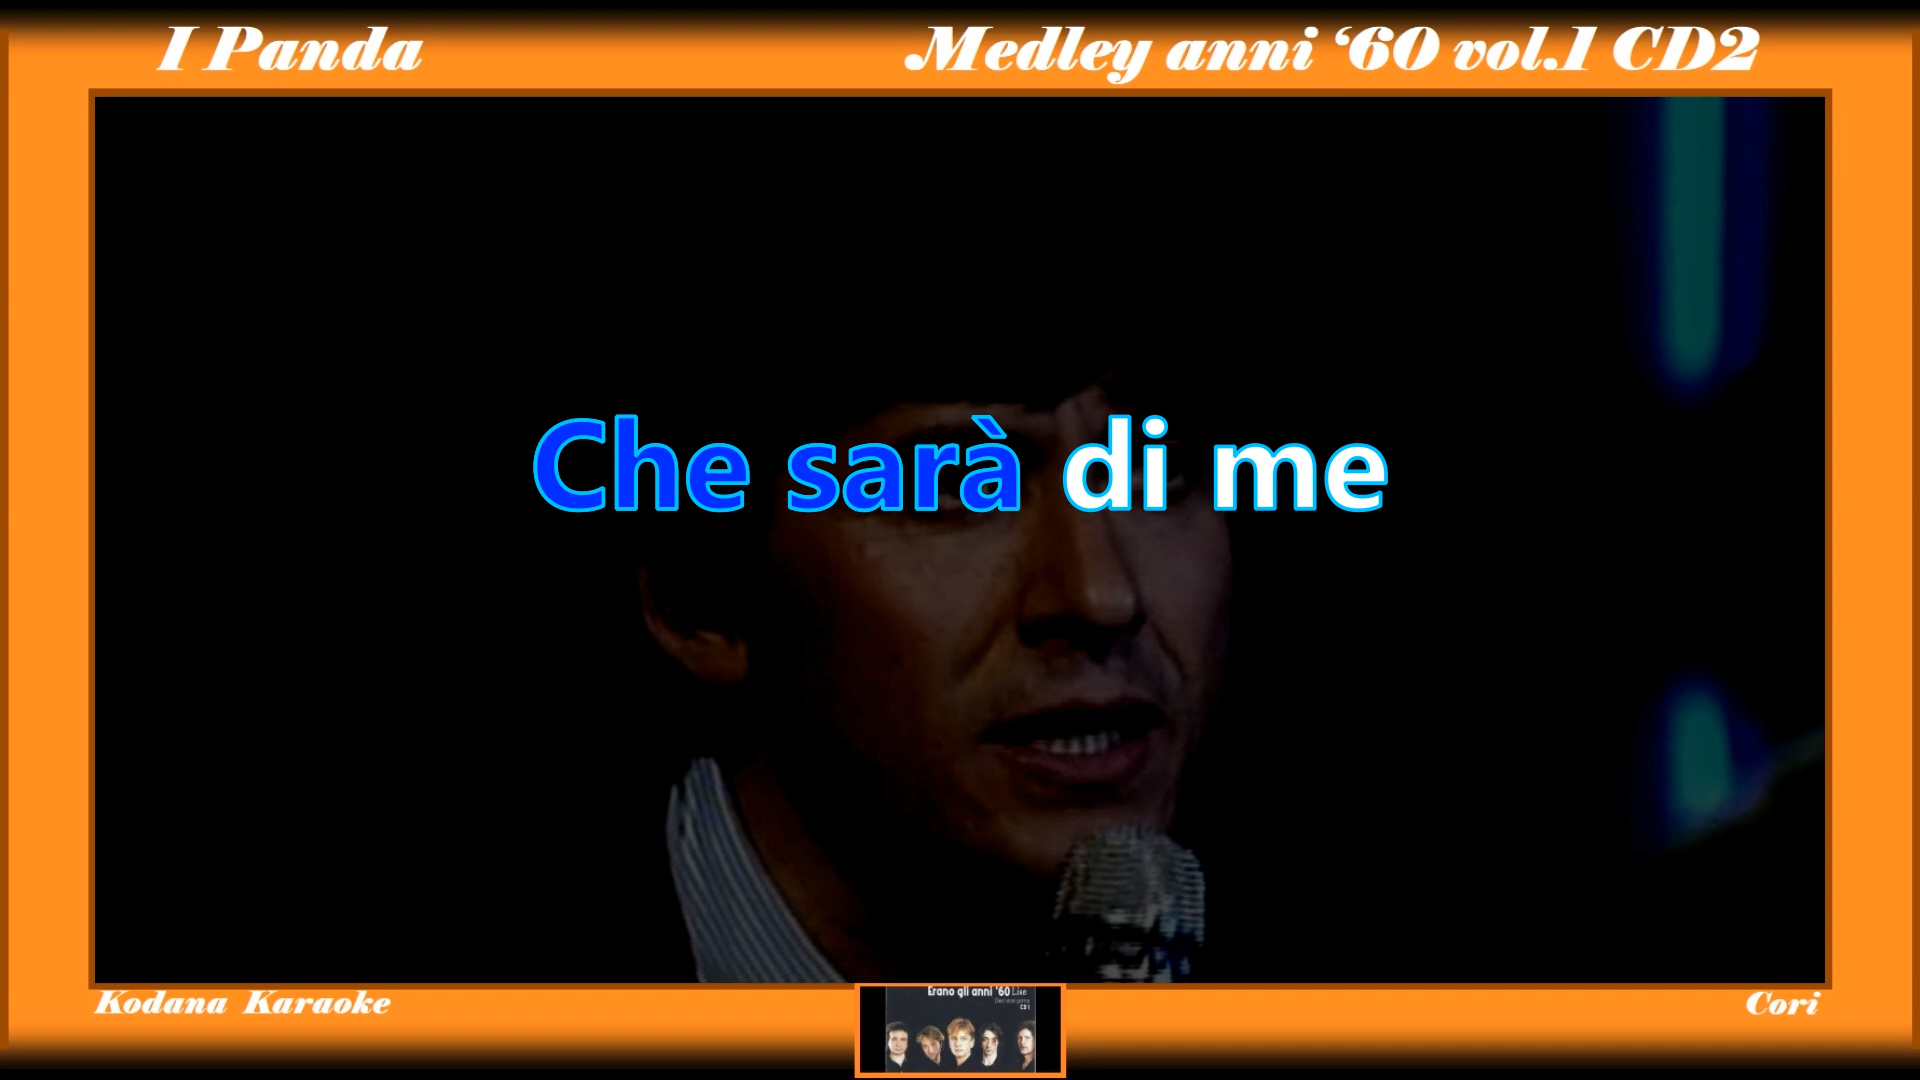 I Panda
Medley anni ‘60 vol.1 CD2
Che sarà di me
Kodana Karaoke
Erano gli anni '60 Live
CD1
Cori